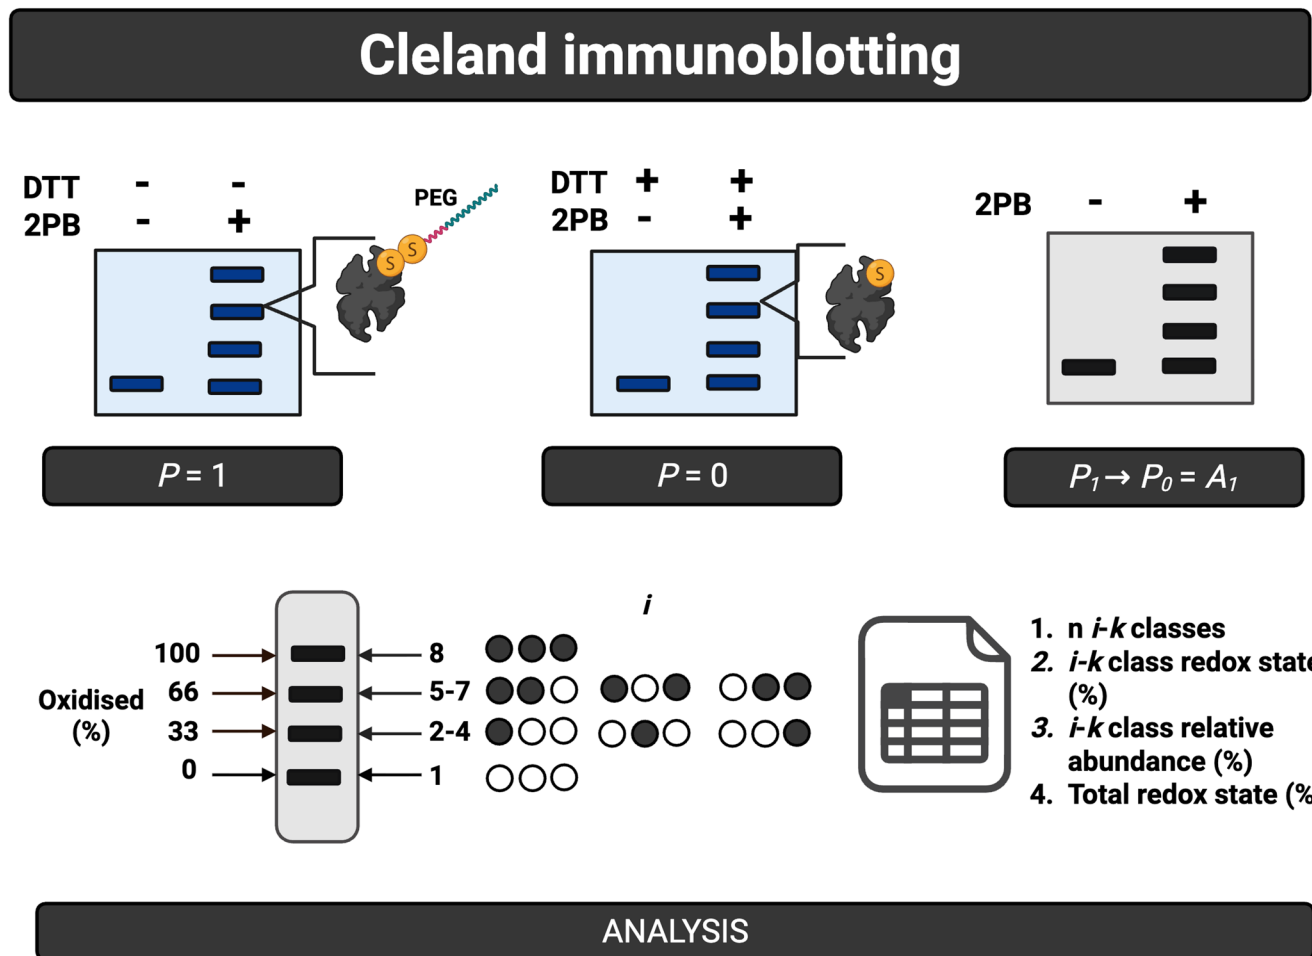 Cleland immunoblotting
DTT - -
2PB - +
PEG
S S
P = 1
DTT + +
2PB - +
S
P = 0
2PB - +
P₁ → P₀ = A₁
i
Oxidised
(%)
100
66
33
0
8
5-7
2-4
1
1. n i-k classes
2. i-k class redox state
(%)
3. i-k class relative
abundance (%)
4. Total redox state (%
ANALYSIS